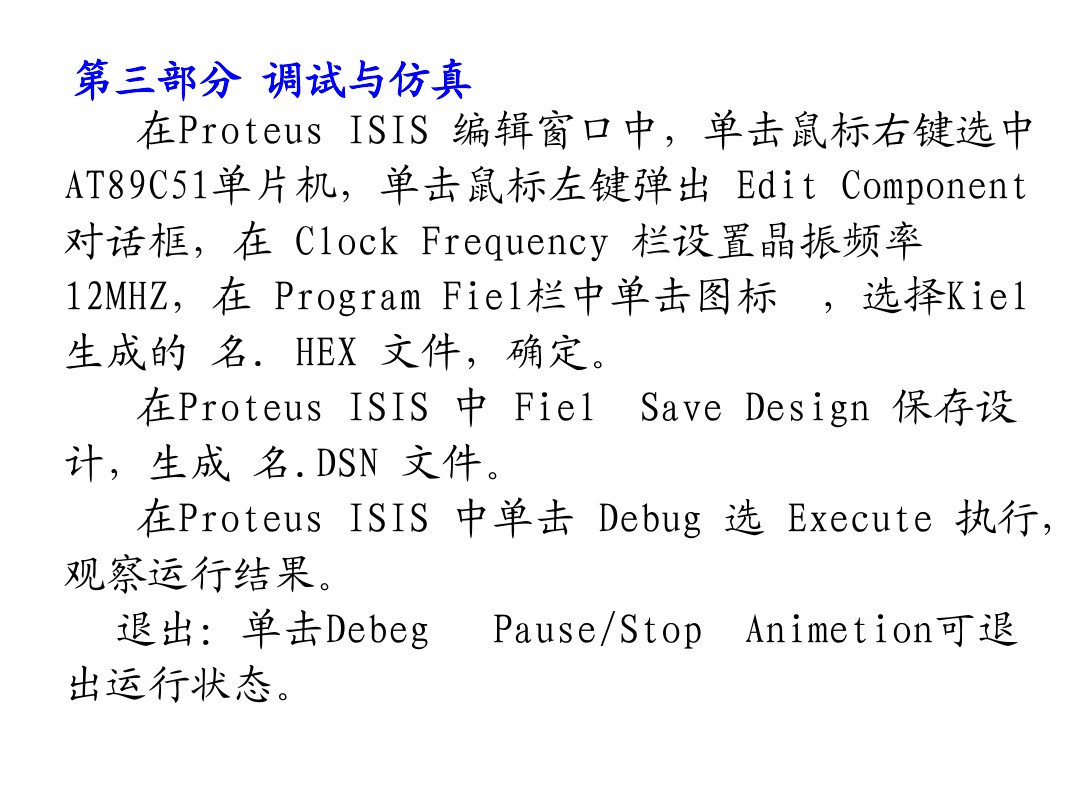 第三部分 调试与仿真
在Proteus ISIS 编辑窗口中，单击鼠标右键选中
AT89C51单片机，单击鼠标左键弹出 Edit Component
对话框，在 Clock Frequency 栏设置晶振频率
12MHZ，在 Program Fiel栏中单击图标 ，选择Kiel
生成的 名. HEX 文件，确定。
在Proteus ISIS 中 Fiel Save Design 保存设
计，生成 名.DSN 文件。
在Proteus ISIS 中单击 Debug 选 Execute 执行，
观察运行结果。
退出：单击Debeg Pause/Stop Animetion可退
出运行状态。